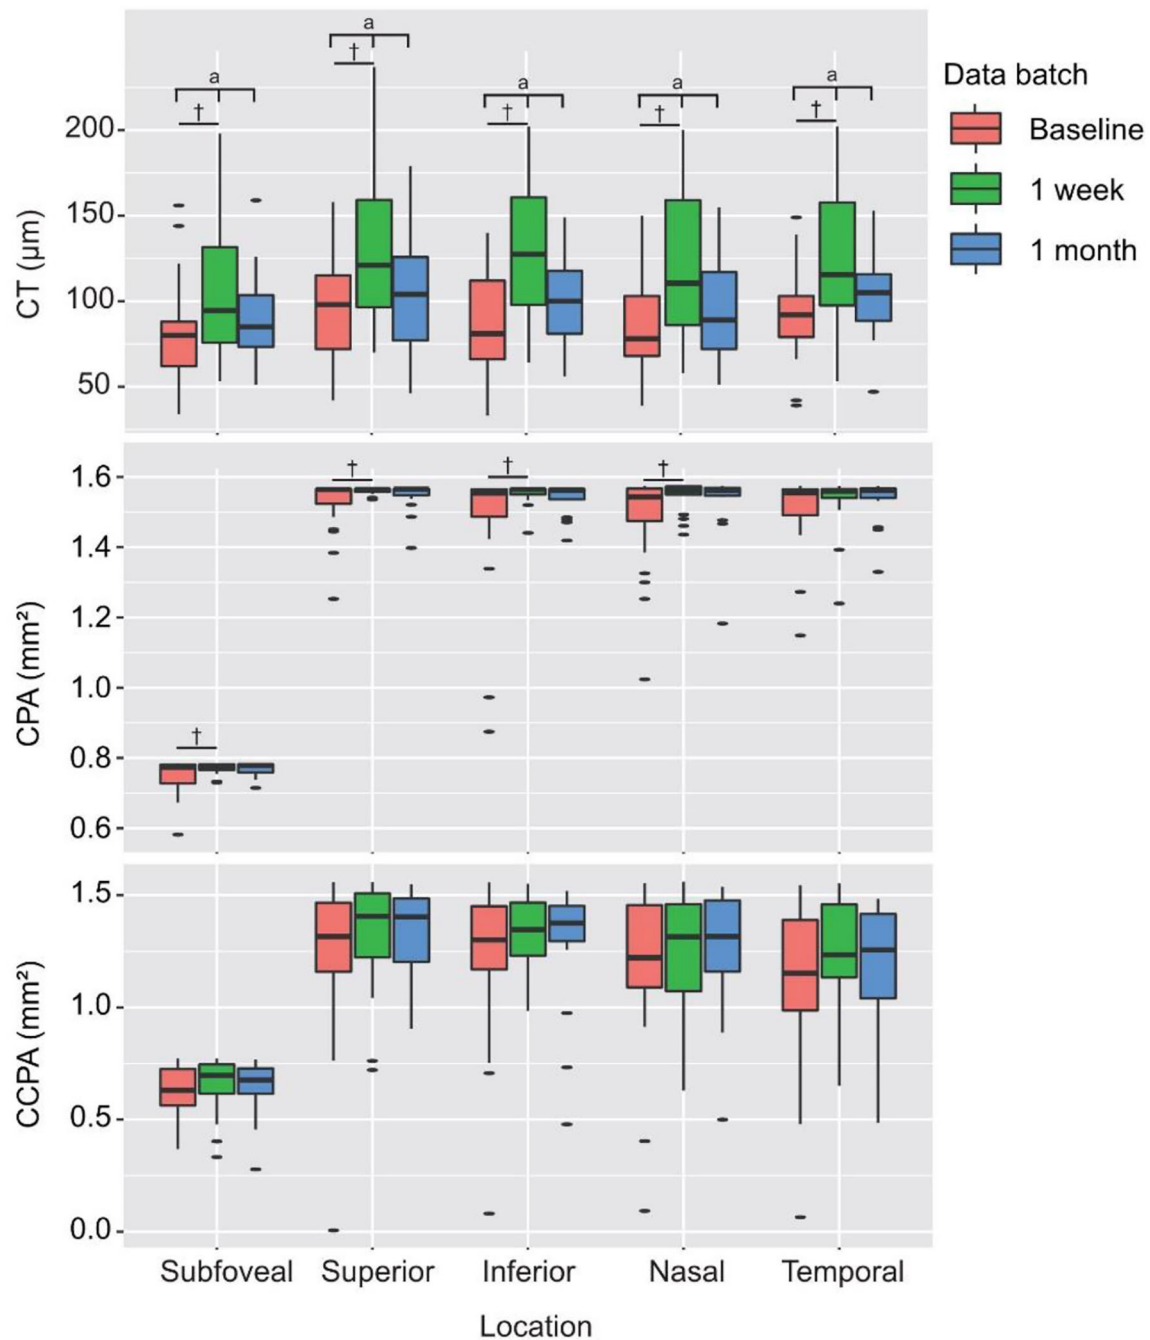 a
†
a
†
a
†
a
†
a
†
Data batch
Baseline
1 week
1 month
CT (µm)
200
150
100
50
†
†
†
†
CPA (mm²)
1.6
1.4
1.2
1.0
0.8
0.6
CCPA (mm²)
1.5
1.0
0.5
0.0
Subfoveal Superior Inferior Nasal Temporal
Location